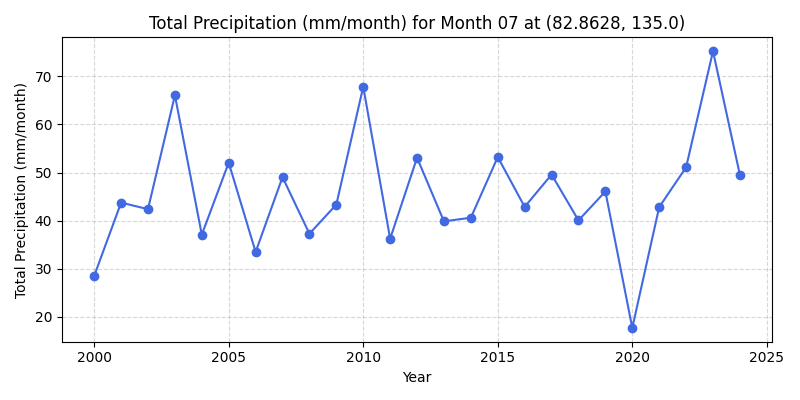 Total Precipitation (mm/month) for Month 07 at (82.8628, 135.0)
Total Precipitation (mm/month)
70
60
50
40
30
20
2000 2005 2010 2015 2020 2025
Year